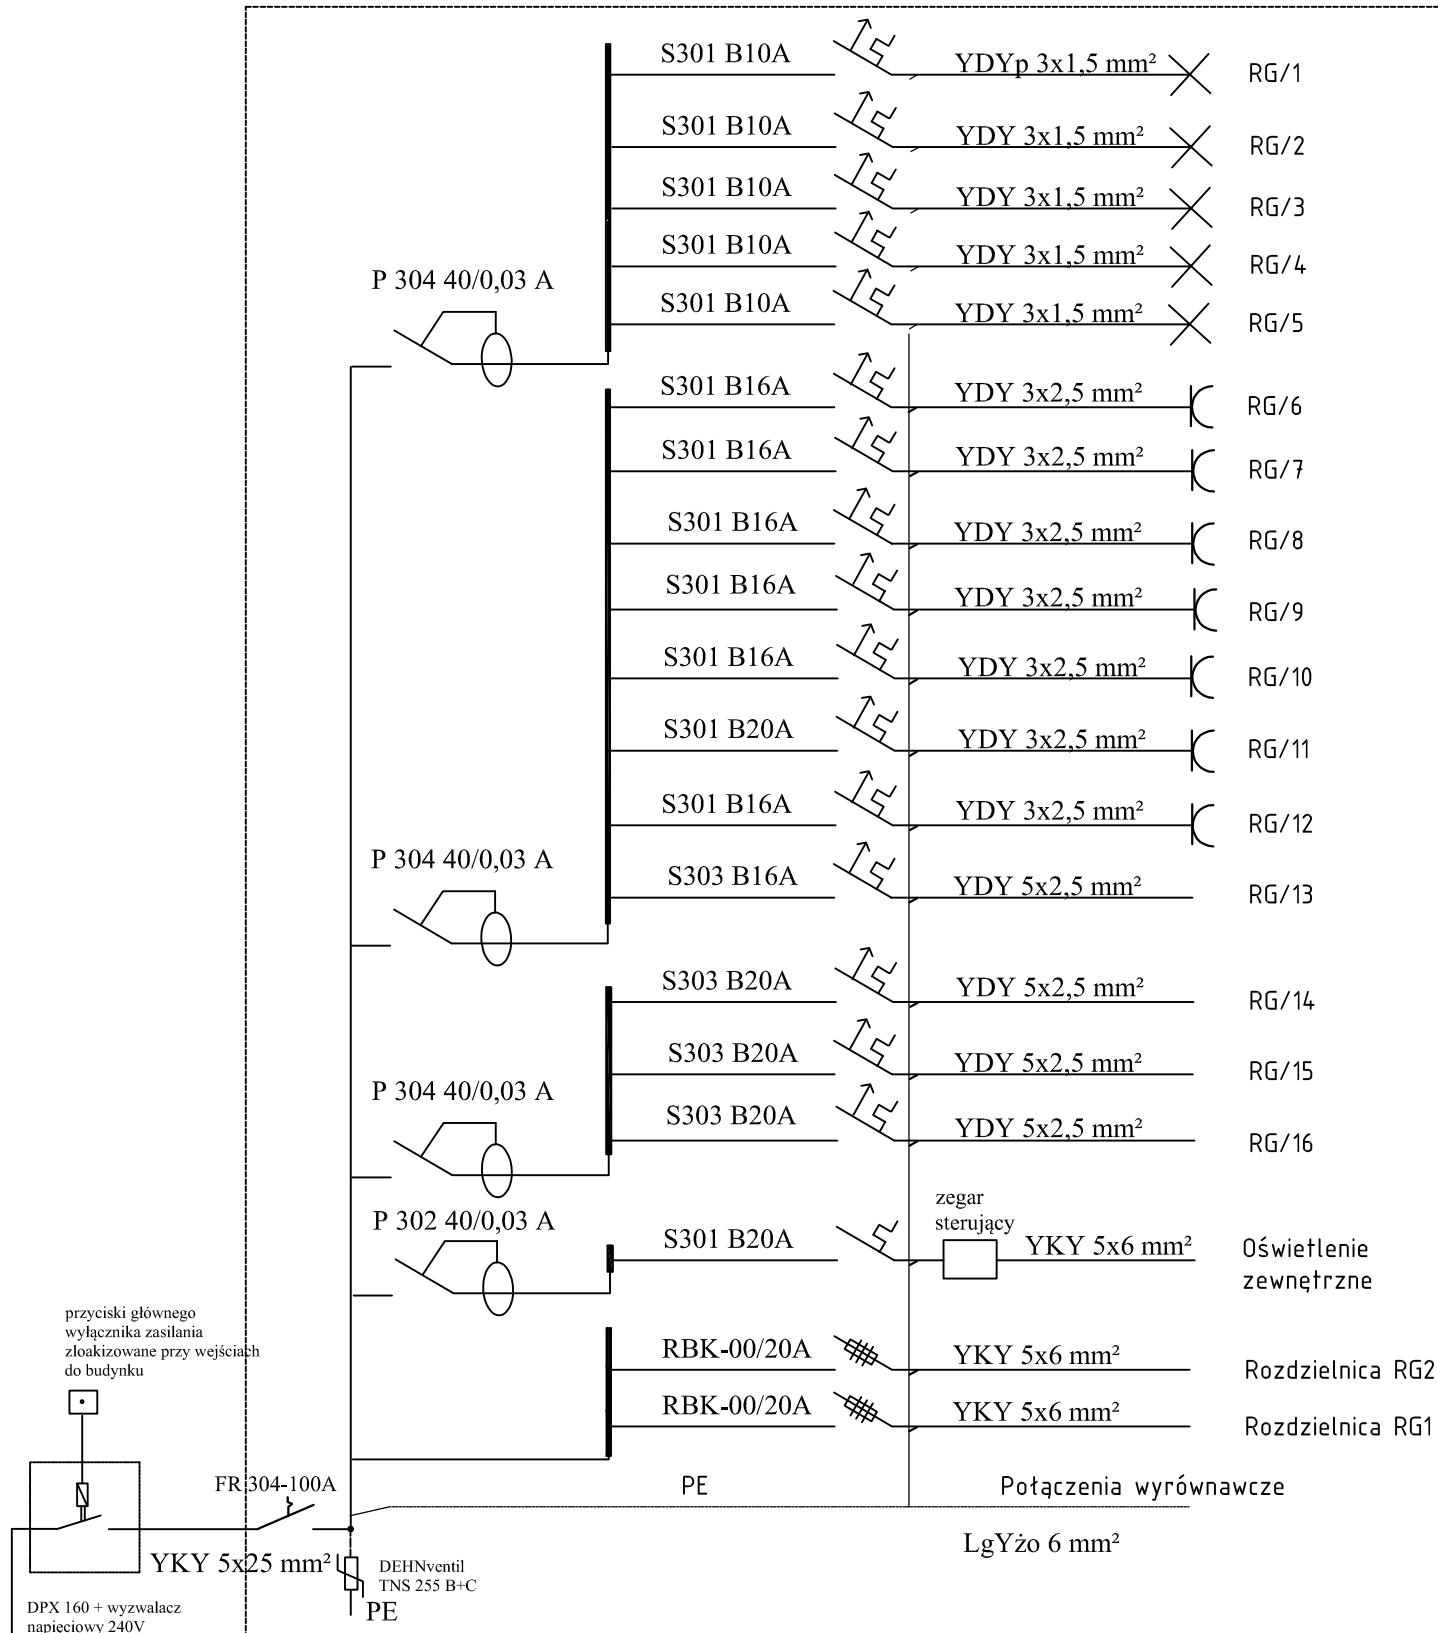 S301 B10A
YDYp 3x1,5 mm²
RG/1
S301 B10A
YDY 3x1,5 mm²
RG/2
S301 B10A
YDY 3x1,5 mm²
RG/3
S301 B10A
YDY 3x1,5 mm²
RG/4
P 304 40/0,03 A
S301 B10A
YDY 3x1,5 mm²
RG/5
S301 B16A
YDY 3x2,5 mm²
RG/6
S301 B16A
YDY 3x2,5 mm²
RG/7
S301 B16A
YDY 3x2,5 mm²
RG/8
S301 B16A
YDY 3x2,5 mm²
RG/9
S301 B16A
YDY 3x2,5 mm²
RG/10
S301 B20A
YDY 3x2,5 mm²
RG/11
S301 B16A
YDY 3x2,5 mm²
RG/12
P 304 40/0,03 A
S303 B16A
YDY 5x2,5 mm²
RG/13
S303 B20A
YDY 5x2,5 mm²
RG/14
S303 B20A
YDY 5x2,5 mm²
RG/15
P 304 40/0,03 A
S303 B20A
YDY 5x2,5 mm²
RG/16
P 302 40/0,03 A
S301 B20A
zegar
sterujący
YKY 5x6 mm²
Oświetlenie
zewnętrzne
przyciski głównego
wyłącznika zasilania
zloakizowane przy wejściach
do budynku
RBK-00/20A
YKY 5x6 mm²
Rozdzielnica RG2
RBK-00/20A
YKY 5x6 mm²
Rozdzielnica RG1
FR 304-100A
PE
Połączenia wyrównawcze
LgYżo 6 mm²
YKY 5x25 mm²
DEHNventil
TNS 255 B+C
PE
DPX 160 + wyzwalacz
napięciowy 240V